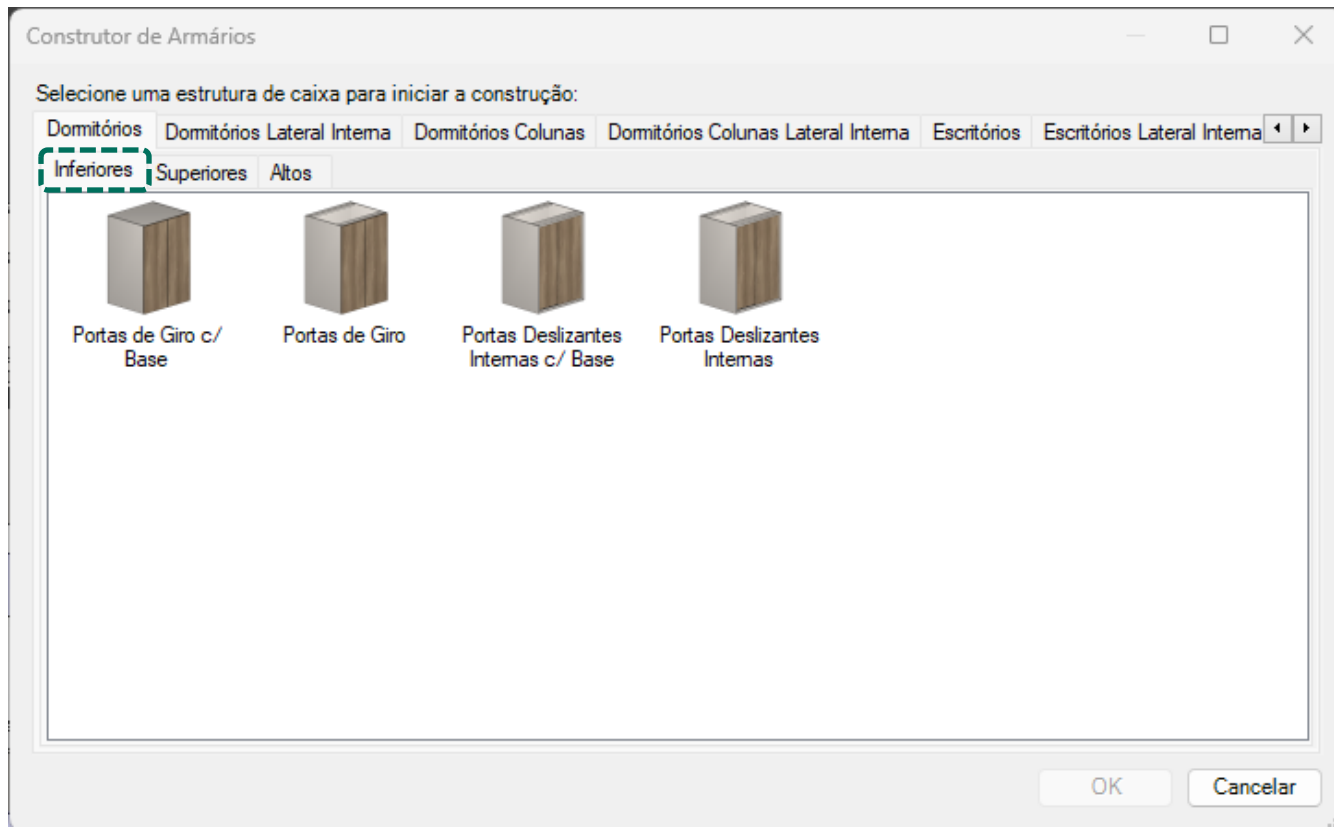 Construtor de Armários
Selecione uma estrutura de caixa para iniciar a construção:
Dormitórios Dormitórios Lateral Interna Dormitórios Colunas Dormitórios Colunas Lateral Interna Escritórios Escritórios Lateral Interna
Inferiores Superiores Altos
Portas de Giro c/
Base
Portas de Giro
Portas Deslizantes
Internas c/ Base
Portas Deslizantes
Internas
OK Cancelar